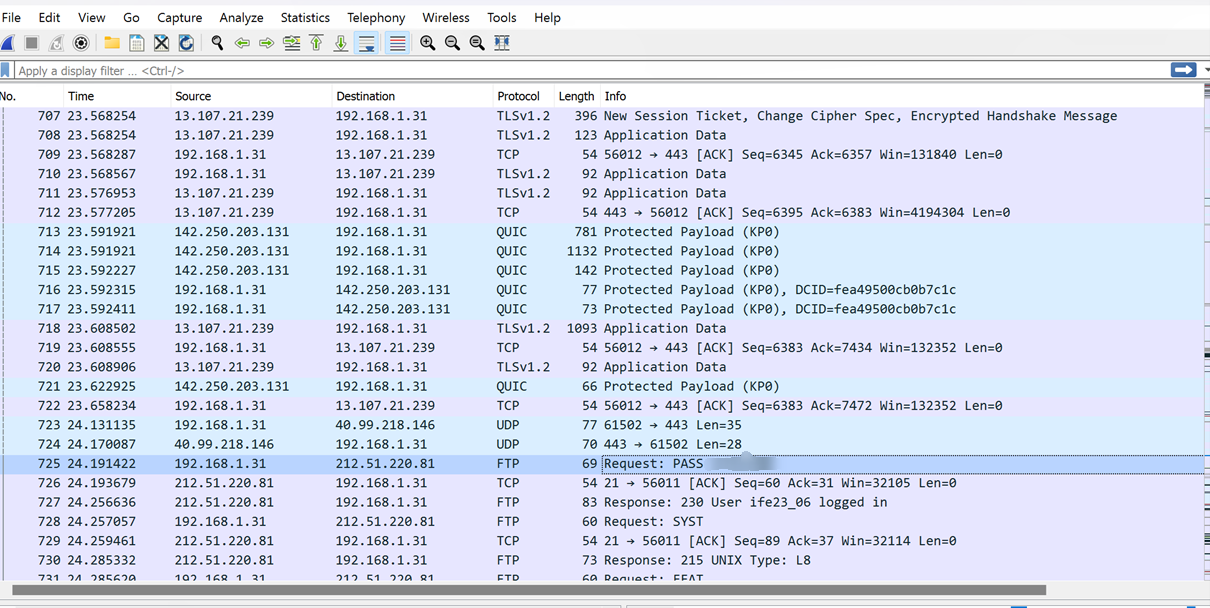 File Edit View Go Capture Analyze Statistics Telephony Wireless Tools Help
Apply a display filter ... <Ctrl-/>
No. Time Source Destination Protocol Length Info
707 23.568254 13.107.21.239 192.168.1.31 TLSv1.2 396 New Session Ticket, Change Cipher Spec, Encrypted Handshake Message
708 23.568254 13.107.21.239 192.168.1.31 TLSv1.2 123 Application Data
709 23.568287 192.168.1.31 13.107.21.239 TCP 54 56012 → 443 [ACK] Seq=6345 Ack=6357 Win=131840 Len=0
710 23.568567 192.168.1.31 13.107.21.239 TLSv1.2 92 Application Data
711 23.576953 13.107.21.239 192.168.1.31 TLSv1.2 92 Application Data
712 23.577205 13.107.21.239 192.168.1.31 TCP 54 443 → 56012 [ACK] Seq=6395 Ack=6383 Win=4194304 Len=0
713 23.591921 142.250.203.131 192.168.1.31 QUIC 781 Protected Payload (KP0)
714 23.591921 142.250.203.131 192.168.1.31 QUIC 1132 Protected Payload (KP0)
715 23.592227 142.250.203.131 192.168.1.31 QUIC 142 Protected Payload (KP0)
716 23.592315 192.168.1.31 142.250.203.131 QUIC 77 Protected Payload (KP0), DCID=fea49500cb0b7c1c
717 23.592411 192.168.1.31 142.250.203.131 QUIC 73 Protected Payload (KP0), DCID=fea49500cb0b7c1c
718 23.608502 13.107.21.239 192.168.1.31 TLSv1.2 1093 Application Data
719 23.608555 192.168.1.31 13.107.21.239 TCP 54 56012 → 443 [ACK] Seq=6383 Ack=7434 Win=132352 Len=0
720 23.608906 13.107.21.239 192.168.1.31 TLSv1.2 92 Application Data
721 23.622925 142.250.203.131 192.168.1.31 QUIC 66 Protected Payload (KP0)
722 23.658234 192.168.1.31 13.107.21.239 TCP 54 56012 → 443 [ACK] Seq=6383 Ack=7472 Win=132352 Len=0
723 24.131135 192.168.1.31 40.99.218.146 UDP 77 61502 → 443 Len=35
724 24.170087 40.99.218.146 192.168.1.31 UDP 70 443 → 61502 Len=28
725 24.191422 192.168.1.31 212.51.220.81 FTP 69 Request: PASS
726 24.193679 212.51.220.81 192.168.1.31 TCP 54 21 → 56011 [ACK] Seq=60 Ack=31 Win=32105 Len=0
727 24.256636 212.51.220.81 192.168.1.31 FTP 83 Response: 230 User ife23_06 logged in
728 24.257057 192.168.1.31 212.51.220.81 FTP 60 Request: SYST
729 24.259461 212.51.220.81 192.168.1.31 TCP 54 21 → 56011 [ACK] Seq=89 Ack=37 Win=32114 Len=0
730 24.285332 212.51.220.81 192.168.1.31 FTP 73 Response: 215 UNIX Type: L8
731 24.285620 192.168.1.31 212.51.220.81 FTP 60 Request: FEAT